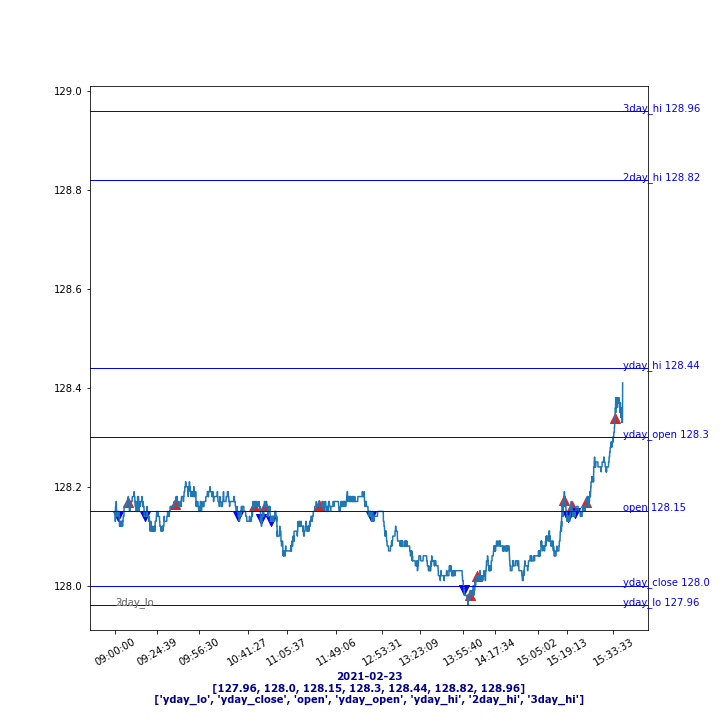 129.0
3day_hi 128.96
128.8
2day_hi 128.82
128.6
128.4
yday_hi 128.44
yday_open 128.3
128.2
open 128.15
128.0
yday_close 128.0
3day_lo
yday_lo 127.96
09:00:00
09:24:39
09:56:30
10:41:27
11:05:37
11:49:06
12:53:31
13:23:09
13:55:40
14:17:34
15:05:02
15:19:13
15:33:33
2021-02-23
[127.96, 128.0, 128.15, 128.3, 128.44, 128.82, 128.96]
['yday_lo', 'yday_close', 'open', 'yday_open', 'yday_hi', '2day_hi', '3day_hi']